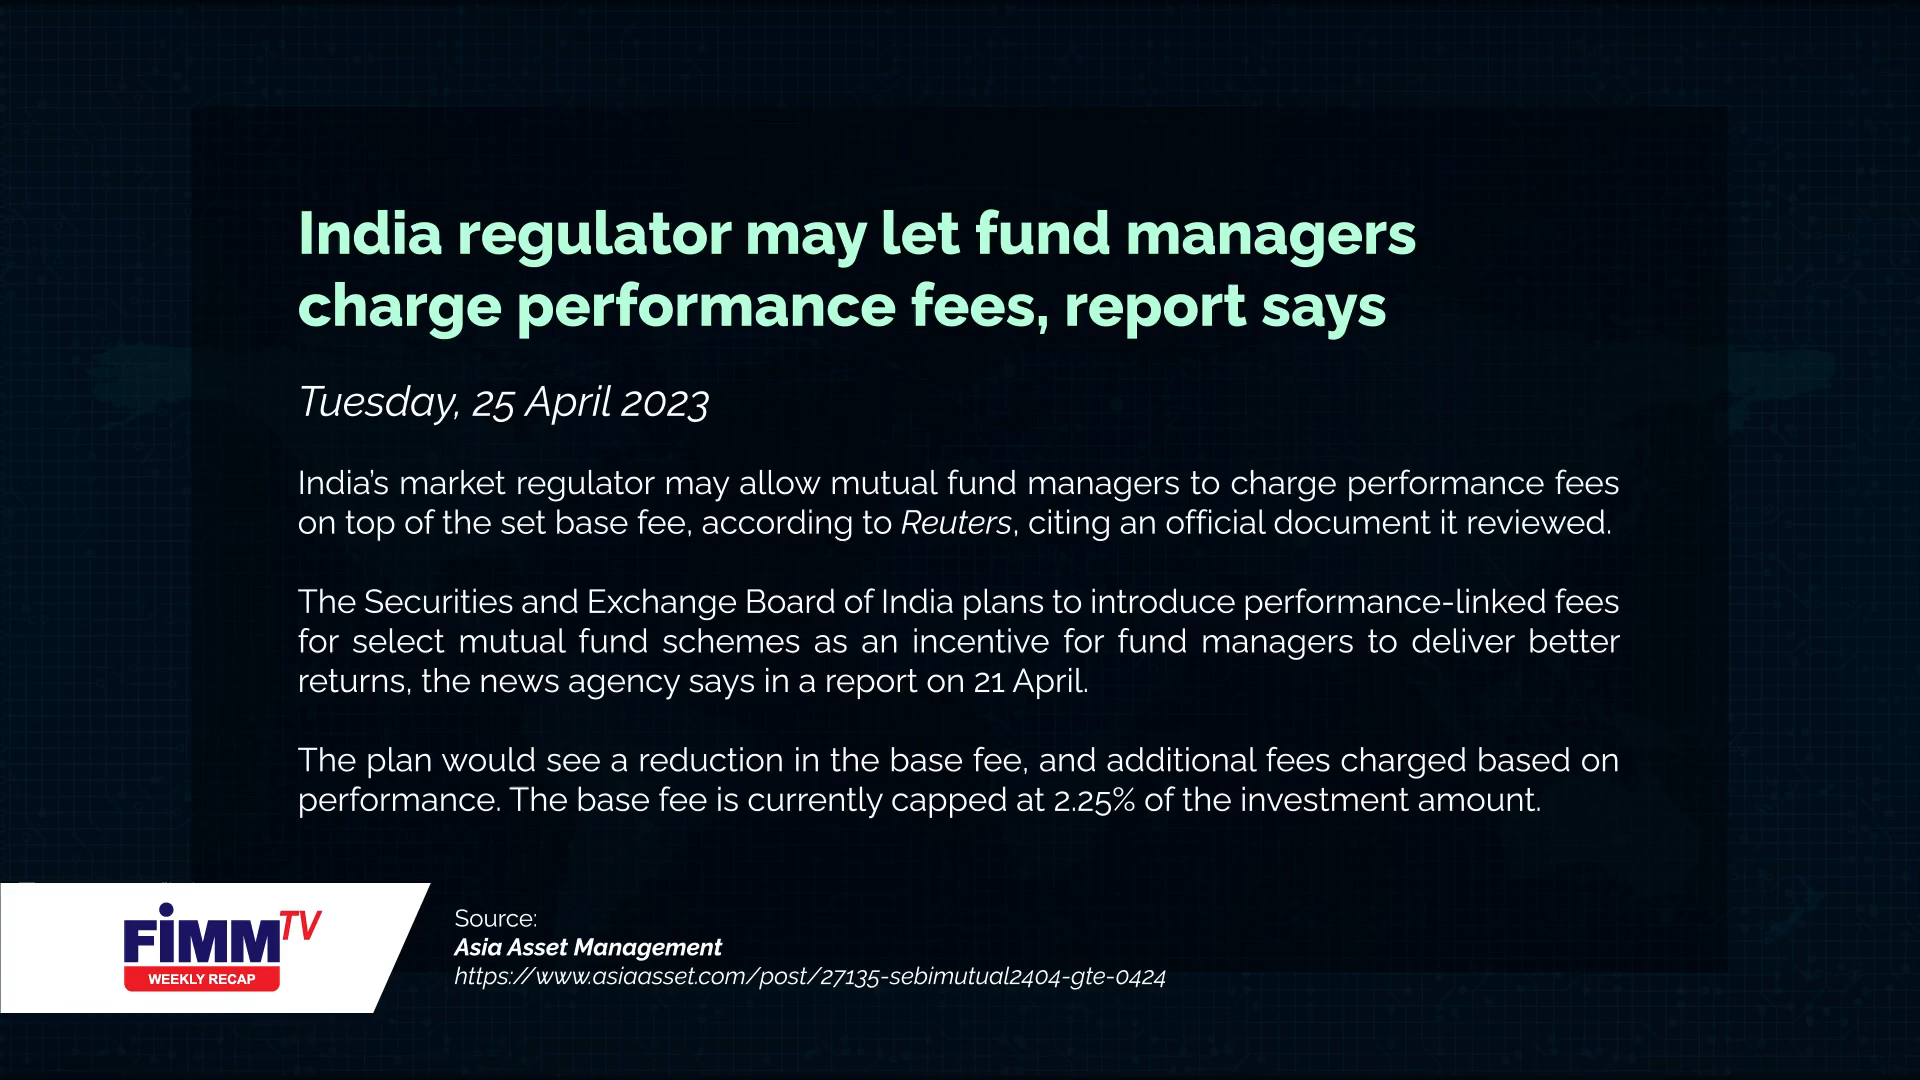 India regulator may let fund managers
charge performance fees, report says
Tuesday, 25 April 2023
India's market regulator may allow mutual fund managers to charge performance fees
on top of the set base fee, according to Reuters, citing an official document it reviewed.
The Securities and Exchange Board of India plans to introduce performance-linked fees
for select mutual fund schemes as an incentive for fund managers to deliver better
returns, the news agency says in a report on 21 April.
The plan would see a reduction in the base fee, and additional fees charged based on
performance. The base fee is currently capped at 2.25% of the investment amount.
FiMM TV
WEEKLY RECAP
Source:
Asia Asset Management
https://www.asiaasset.com/post/27135-sebimutual2404-gte-0424